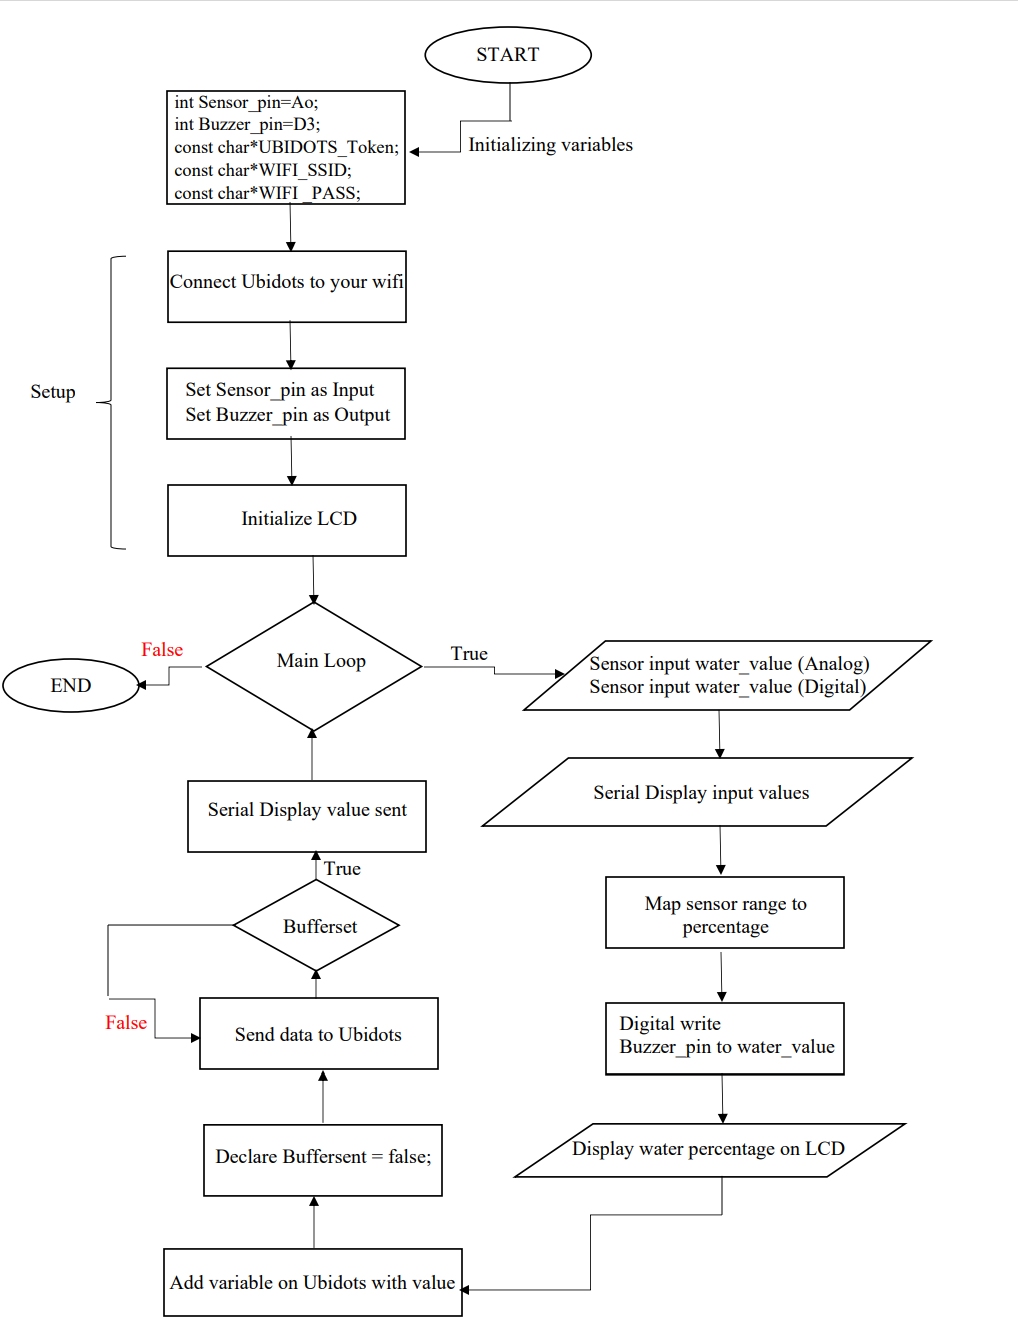 START
int Sensor_pin=Ao;
int Buzzer_pin=D3;
const char*UBIDOTS_Token;
const char*WIFI_SSID;
const char*WIFI_PASS;
Initializing variables
Connect Ubidots to your wifi
Setup
Set Sensor_pin as Input
Set Buzzer_pin as Output
Initialize LCD
Main Loop
False
END
True
Sensor input water_value (Analog)
Sensor input water_value (Digital)
Serial Display input values
Map sensor range to
percentage
Digital write
Buzzer_pin to water_value
Display water percentage on LCD
Add variable on Ubidots with value
Declare Buffersent = false;
Send data to Ubidots
False
Bufferset
True
Serial Display value sent